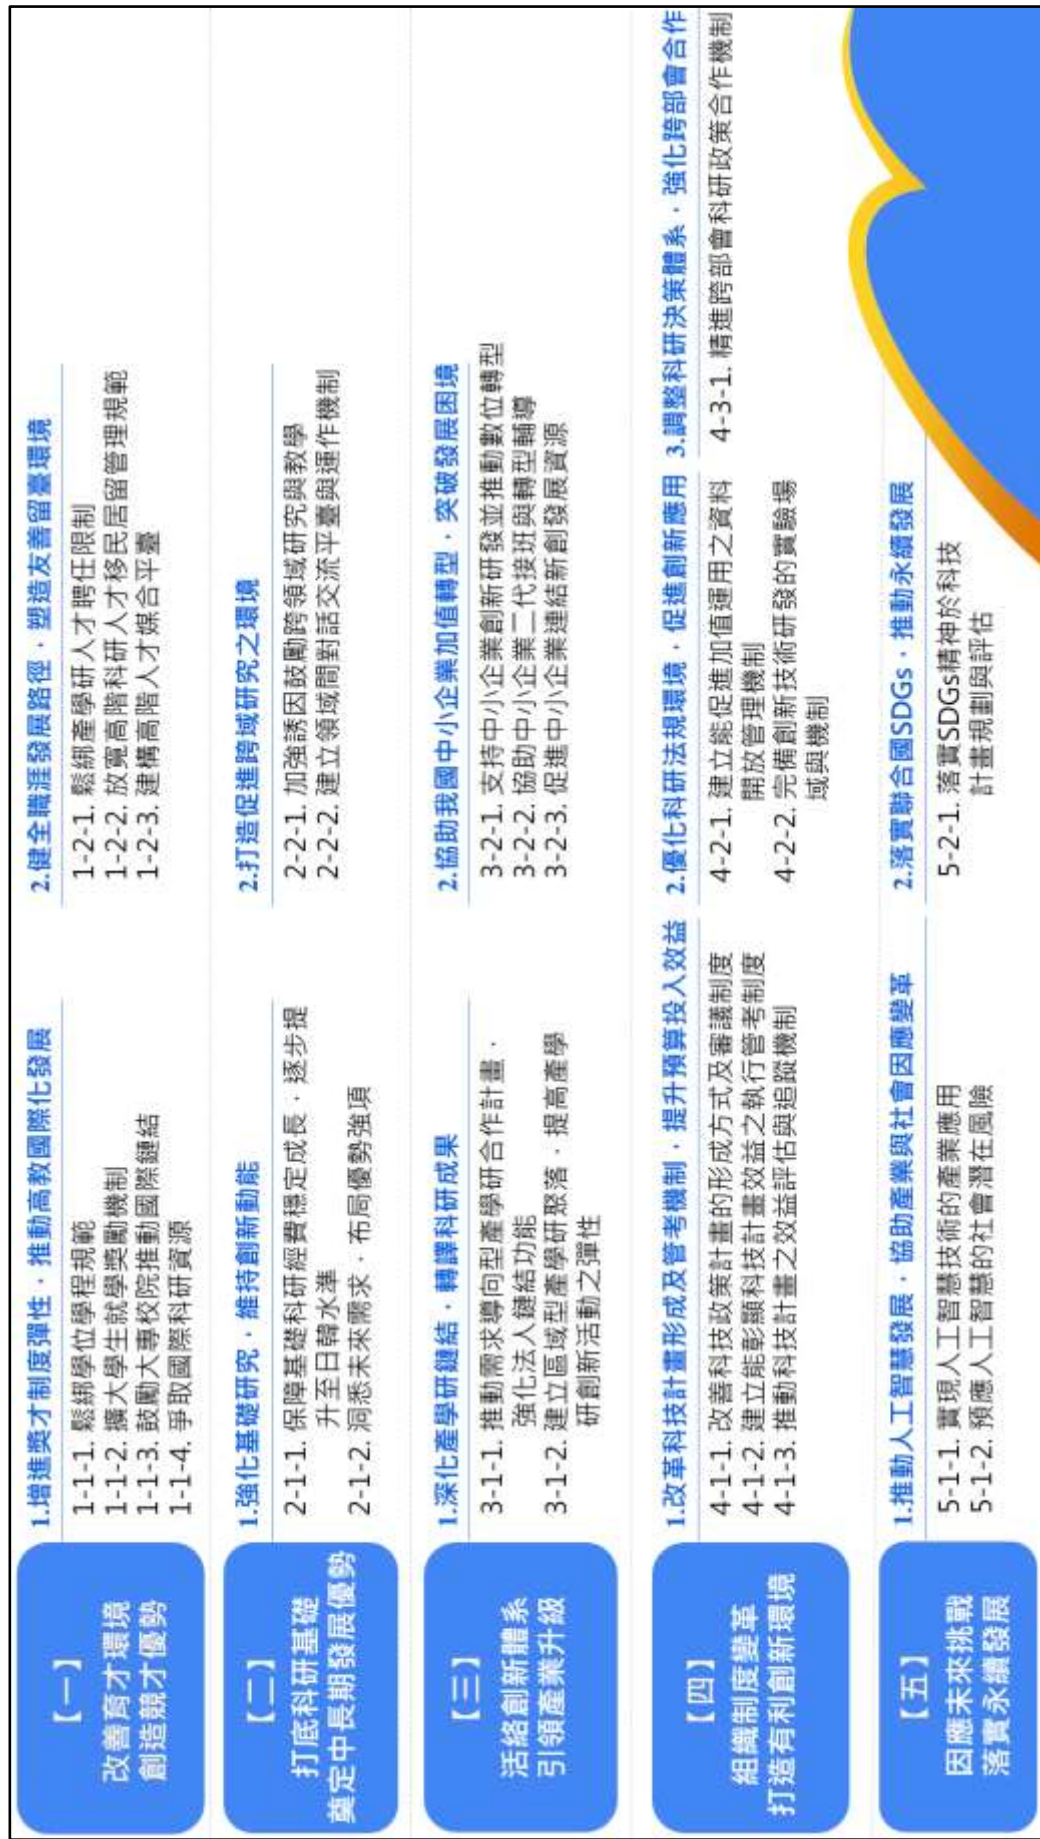 【一】
改善育才環境
創造競才優勢
1.增進獎才制度彈性，推動高教國際化發展
1-1-1. 鬆綁學位學程規範
1-1-2. 擴大學生就學獎勵機制
1-1-3. 鼓勵大專校院推動國際鏈結
1-1-4. 爭取國際科研資源
2.健全職涯發展路徑，塑造友善留臺環境
1-2-1. 鬆綁產學研人才聘任限制
1-2-2. 放寬高階科研人才移民居留管理規範
1-2-3. 建構高階人才媒合平臺
【二】
打底科研基礎
奠定中長期發展優勢
1.強化基礎研究，維持創新動能
2-1-1. 保障基礎科研經費穩定成長，逐步提
升至日韓水準
2-1-2. 洞悉未來需求，布局優勢強項
2.打造促進跨域研究之環境
2-2-1. 加強誘因鼓勵跨領域研究與教學
2-2-2. 建立領域間對話交流平臺與運作機制
【三】
活絡創新體系
引領產業升級
1.深化產學研鏈結，轉譯科研成果
3-1-1. 推動需求導向型產學研合作計畫，
強化法人鏈結功能
3-1-2. 建立區域型產學研聚落，提高產學
研創新活動之彈性
2.協助我國中小企業加值轉型，突破發展困境
3-2-1. 支持中小企業創新研發並推動數位轉型
3-2-2. 協助中小企業二代接班與轉型輔導
3-2-3. 促進中小企業連結新創發展資源
【四】
組織制度變革
打造有利創新環境
1.改革科技計畫形成及管考機制，提升預算投入效益
4-1-1. 改善科技政策計畫的形成方式及審議制度
4-1-2. 建立能彰顯科技計畫效益之執行管考制度
4-1-3. 推動科技計畫之效益評估與追蹤機制
2.優化科研法規環境，促進創新應用
4-2-1. 建立能促進加值運用之資料
開放管理機制
4-2-2. 完備創新技術研發的實驗場
域與機制
3.調整科研決策體系，強化跨部會合作
4-3-1. 精進跨部會科研政策合作機制
【五】
因應未來挑戰
落實永續發展
1.推動人工智慧發展，協助產業與社會因應變革
5-1-1. 實現人工智慧技術的產業應用
5-1-2. 預應人工智慧的社會潛在風險
2.落實聯合國SDGs，推動永續發展
5-2-1. 落實SDGs精神於科技
計畫規劃與評估